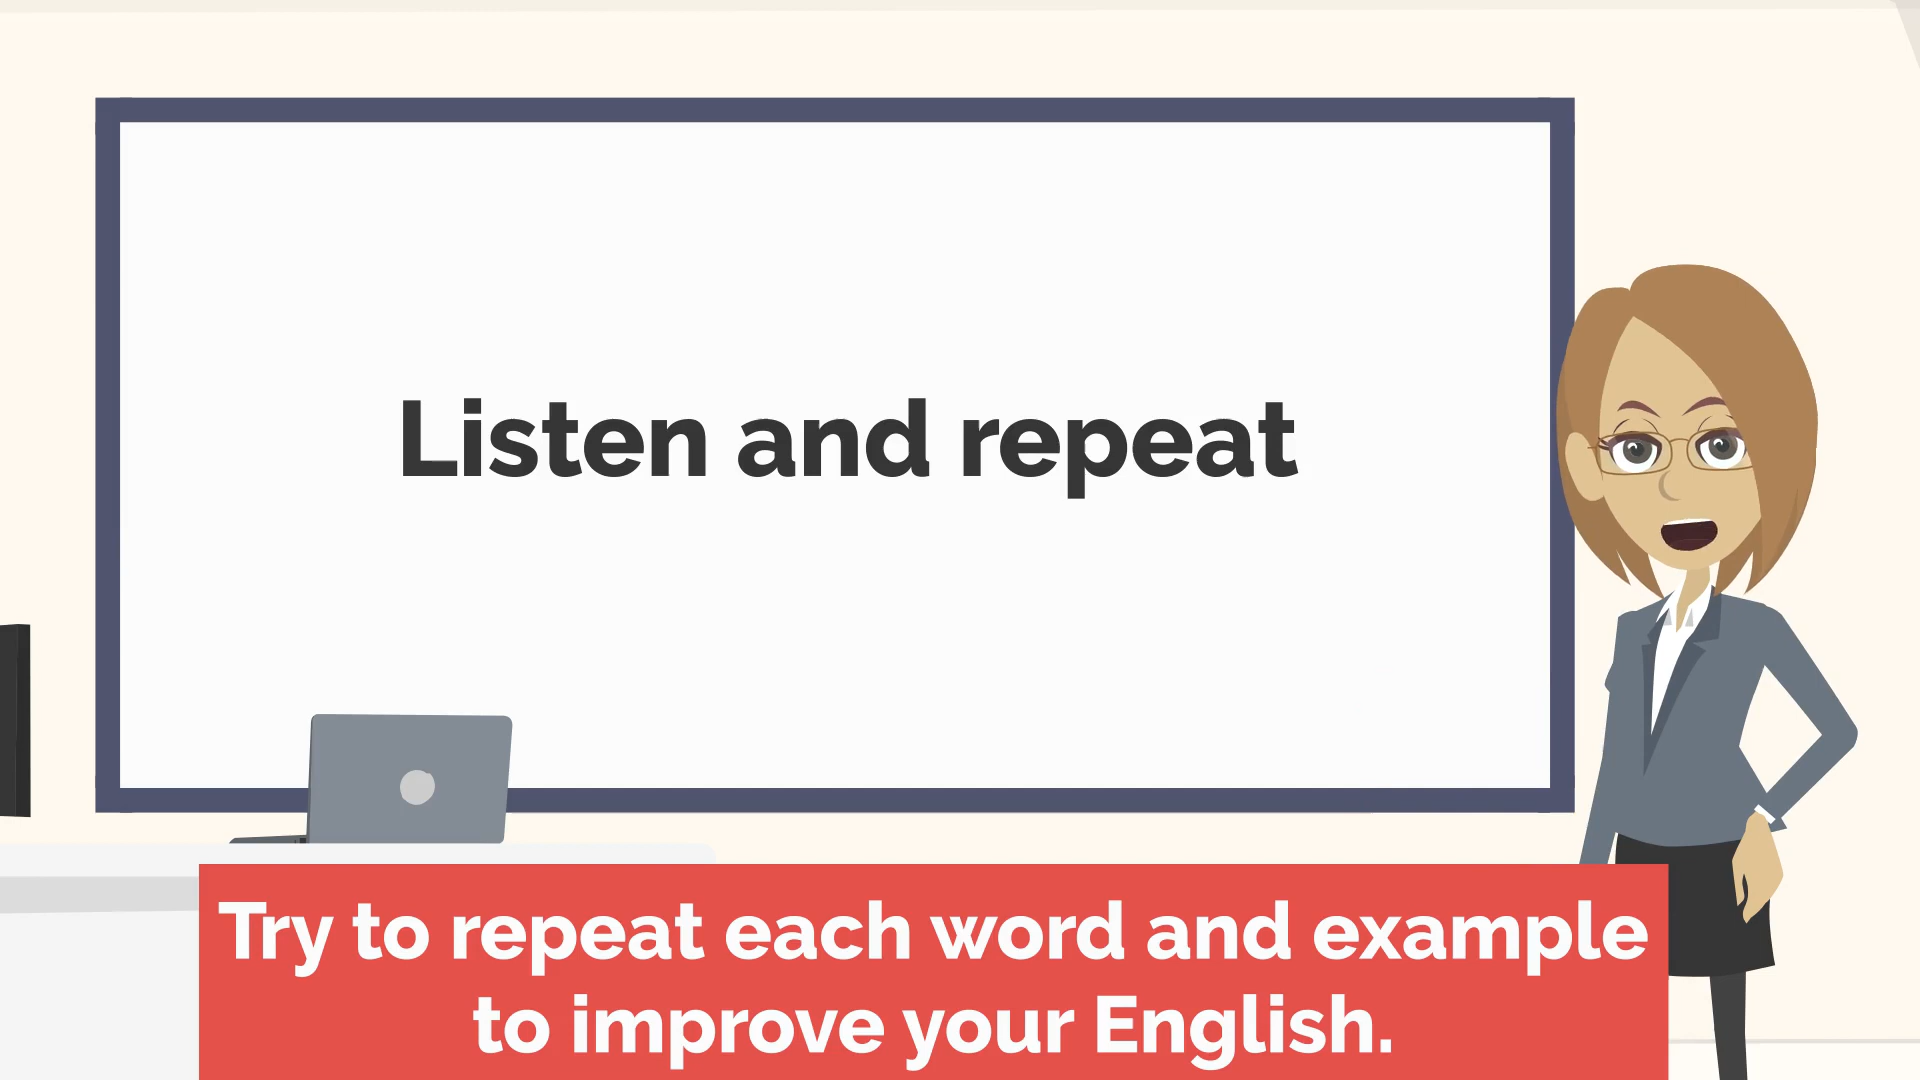 Listen and repeat
Try to repeat each word and example
to improve your English.